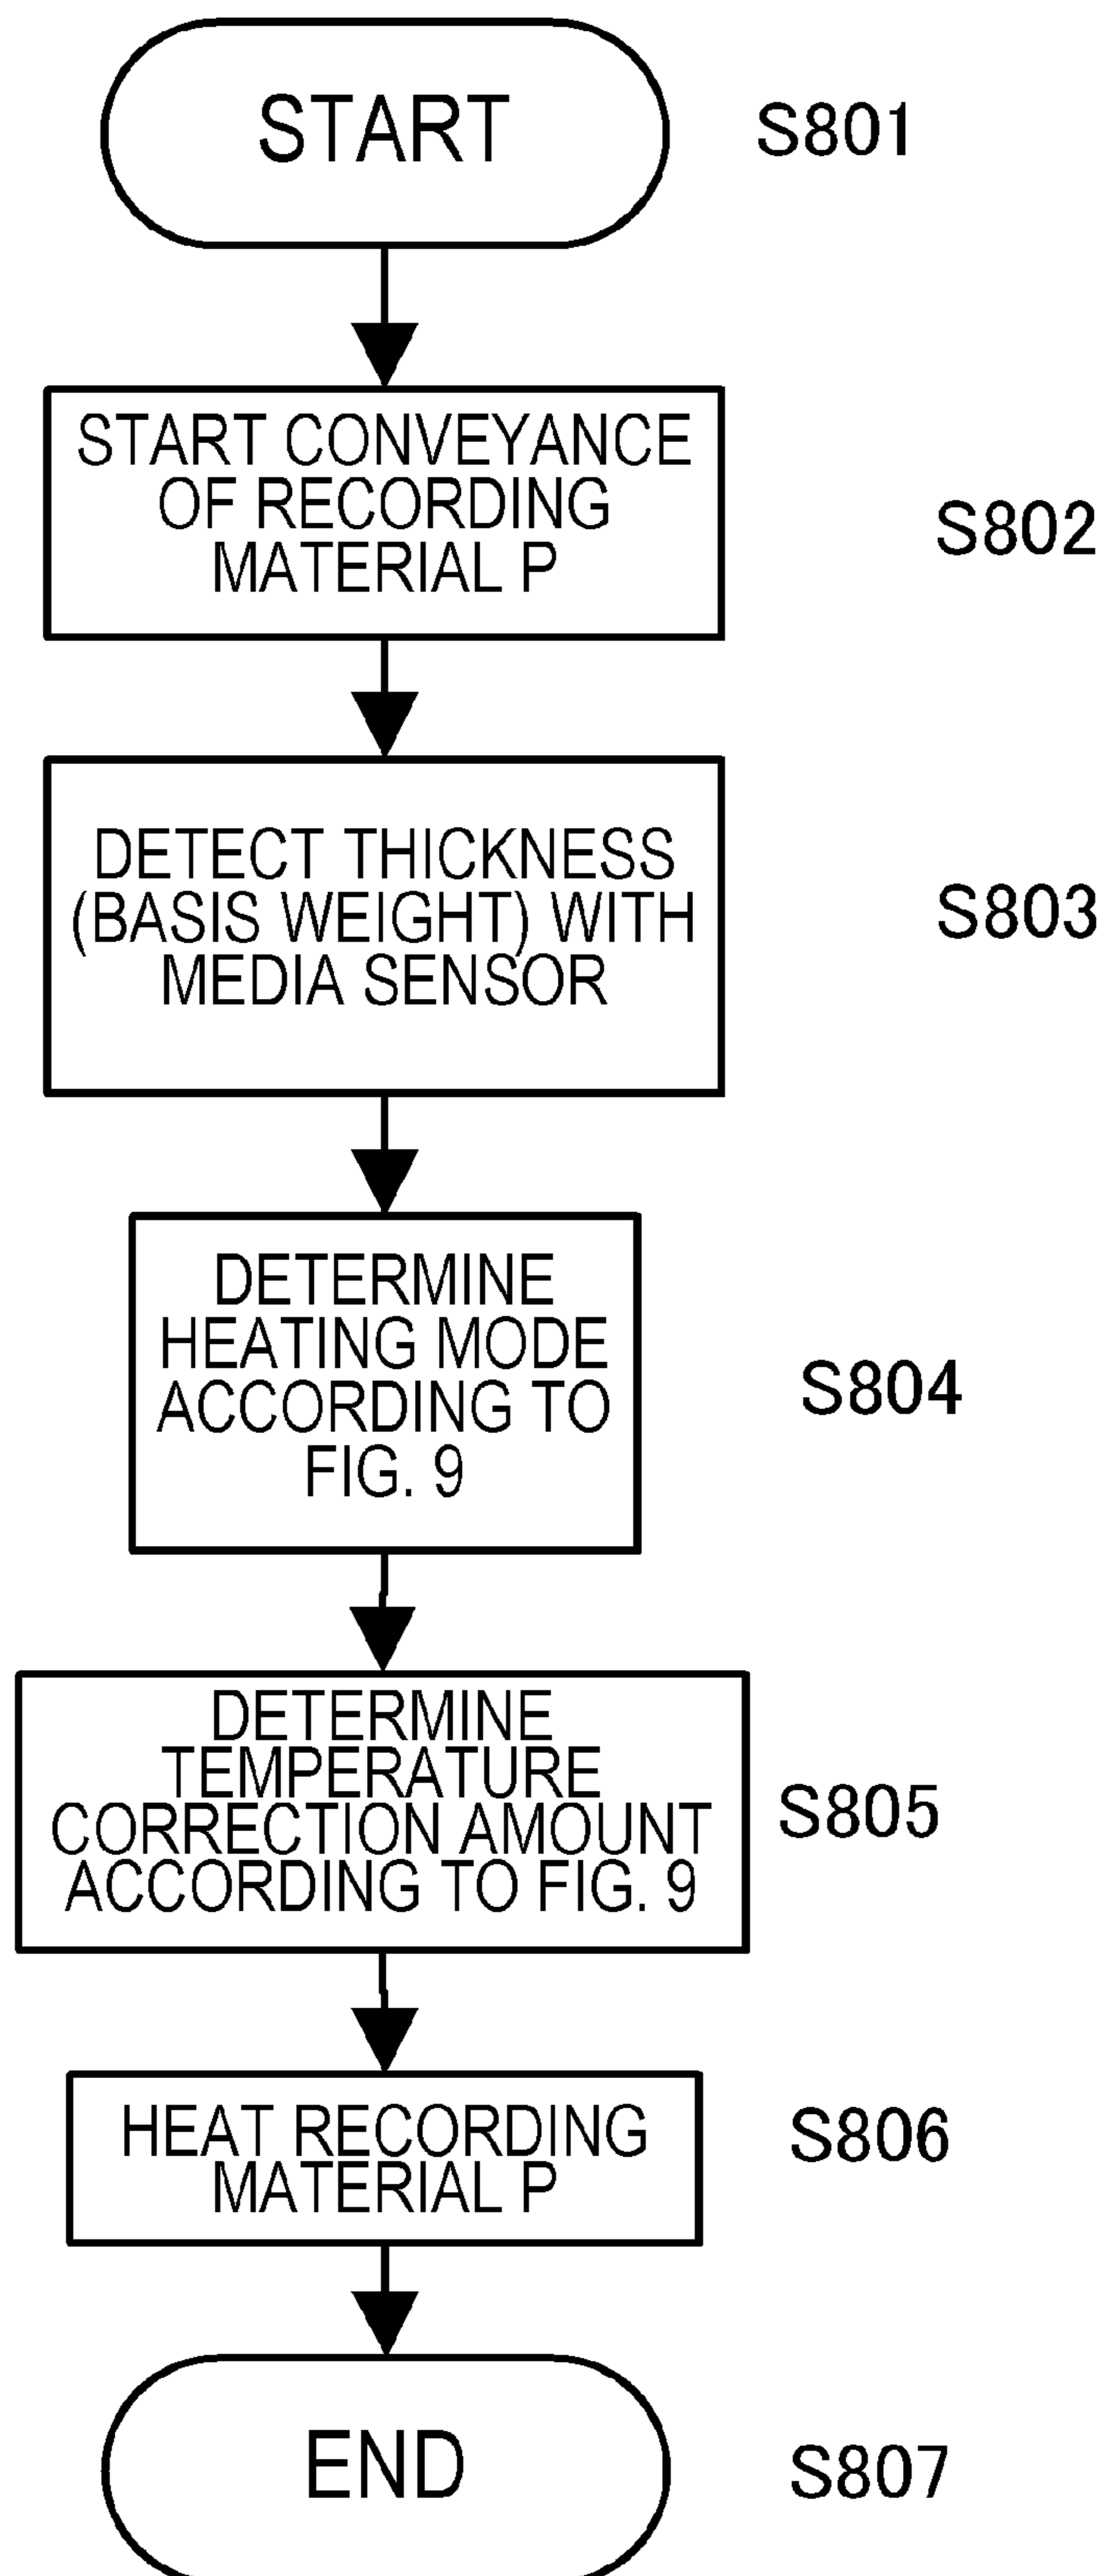 START
S801
START CONVEYANCE
OF RECORDING
MATERIAL P
S802
DETECT THICKNESS
(BASIS WEIGHT) WITH
MEDIA SENSOR
S803
DETERMINE
HEATING MODE
ACCORDING TO
FIG. 9
S804
DETERMINE
TEMPERATURE
CORRECTION AMOUNT
ACCORDING TO FIG. 9
S805
HEAT RECORDING
MATERIAL P
S806
END
S807